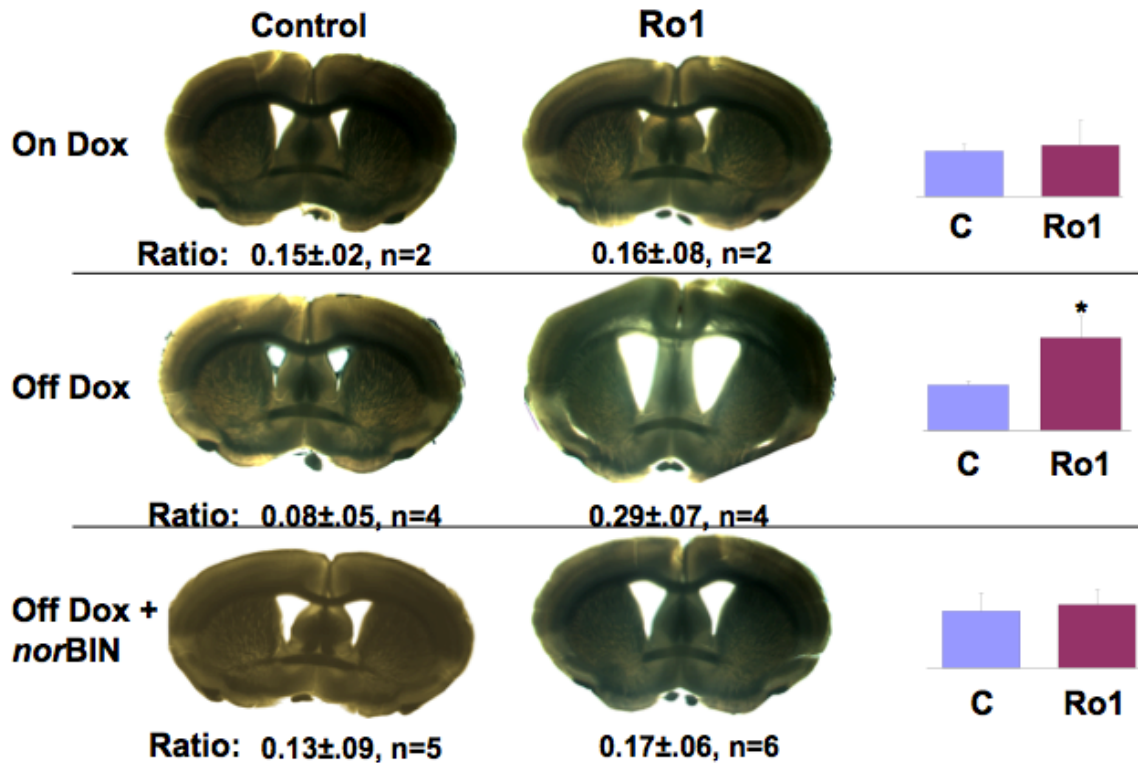 Control Ro1
On Dox
C Ro1
Ratio: 0.15±.02, n=2 0.16±.08, n=2
*
Off Dox
C Ro1
Ratio: 0.08±.05, n=4 0.29±.07, n=4
Off Dox +
norBIN
C Ro1
Ratio: 0.13±.09, n=5 0.17±.06, n=6